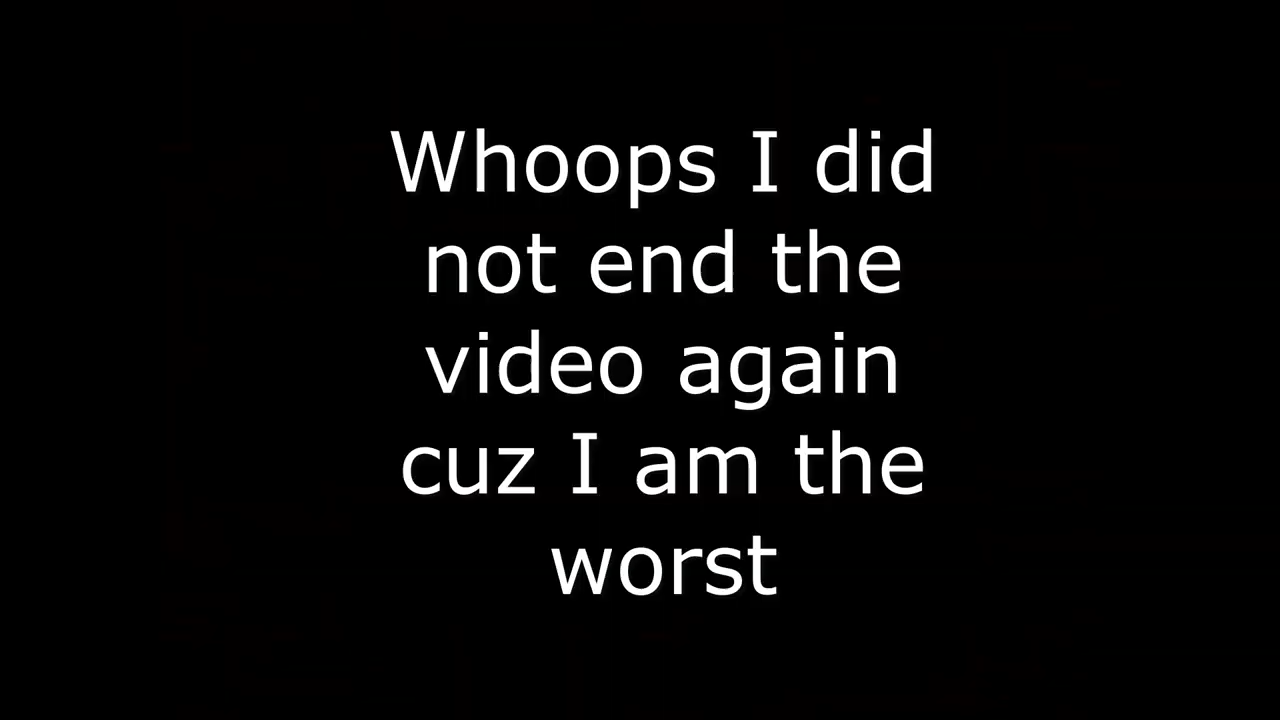 Whoops I did
not end the
video again
cuz I am the
worst